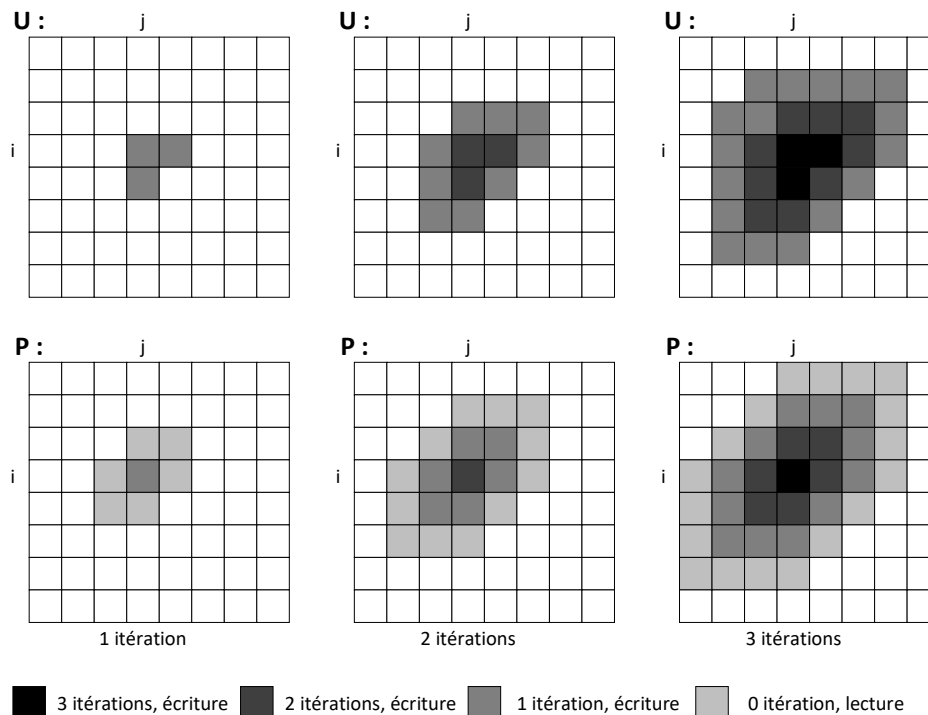 U : j
U : j
U : j
i
i
i
P : j
P : j
P : j
i
i
i
1 itération
2 itérations
3 itérations
3 itérations, écriture
2 itérations, écriture
1 itération, écriture
0 itération, lecture